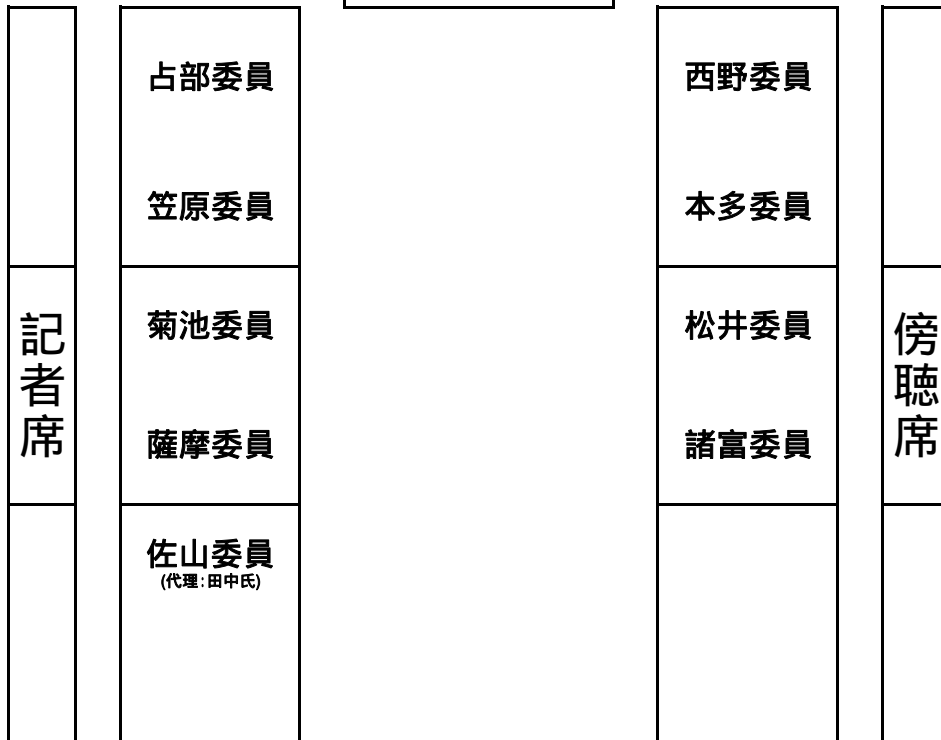 占部委員
西野委員
笠原委員
本多委員
記者席
菊池委員
松井委員
傍聴席
薩摩委員
諸富委員
佐山委員
(代理:田中氏)